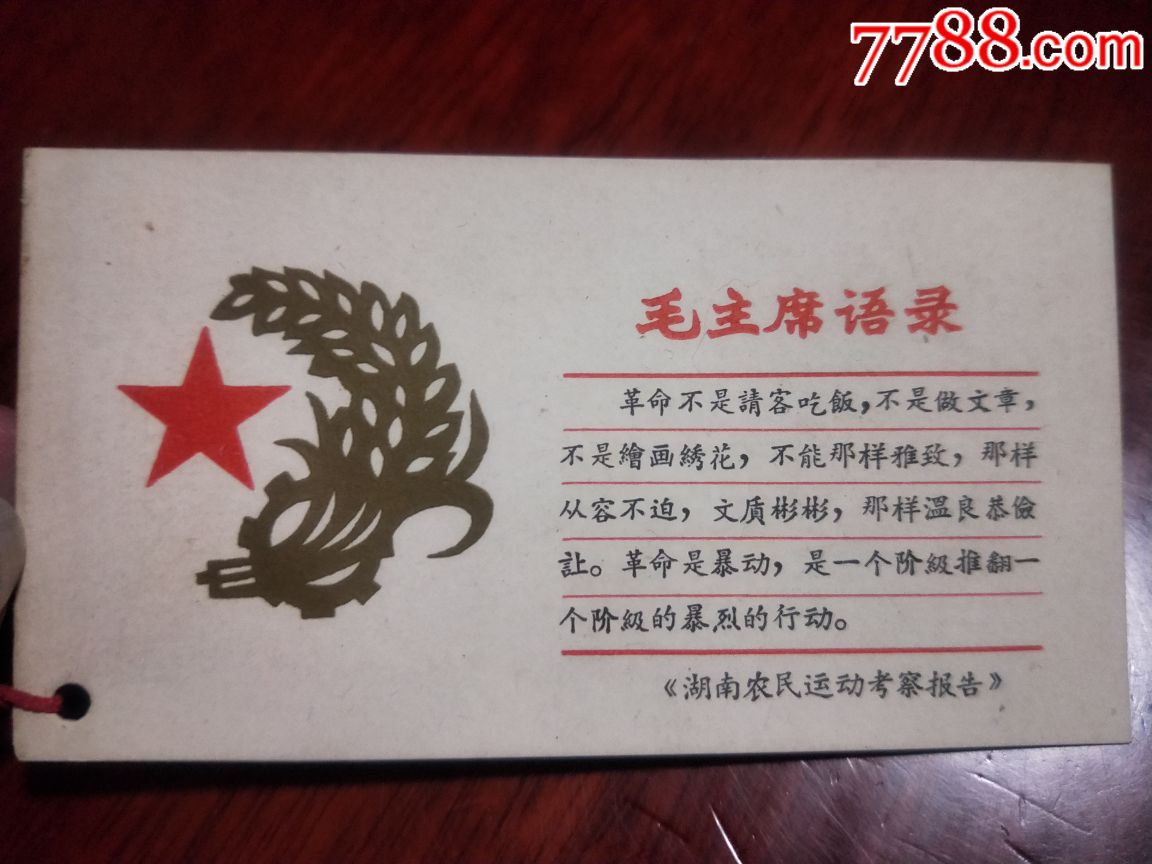 7788.com
毛主席语录
革命不是請客吃飯，不是做文章，
不是繪画綉花，不能那样雅致，那样
从容不迫，文质彬彬，那样溫良恭儉
讓。革命是暴动，是一个阶級推翻一
个阶級的暴烈的行动。
《湖南农民运动考察报告》